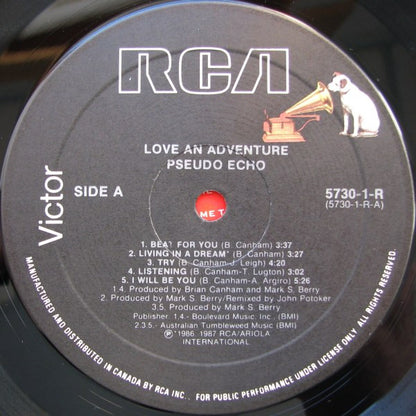 RCA
LOVE AN ADVENTURE
PSEUDO ECHO
Victor
SIDE A
5730-1-R
(5730-1-R-A)
MET
1. BEAT FOR YOU (B. Canham) 3:37
2. LIVING IN A DREAM* (B. Canham) 3:27
3. TRY (B. Canham-J. Leigh) 4:20
4. LISTENING (B. Canham-T. Lugton) 3:02
5. I WILL BE YOU (B. Canham-A. Argiro) 5:26
1.4. Produced by Brian Canham and Mark S. Berry
2. Produced by Mark S. Berry/Remixed by John Potoker
3.5. Produced by Mark S. Berry
Publisher: 1.4.- Boulevard Music, Inc. (BMI)
2.3.5.- Australian Tumbleweed Music (BMI)
℗ 1986, 1987 RCA/ARIOLA
INTERNATIONAL
MANUFACTURED AND DISTRIBUTED IN CANADA BY RCA INC.. FOR PUBLIC PERFORMANCE UNDER LICENSE ONLY. ALL RIGHTS RESERVED.